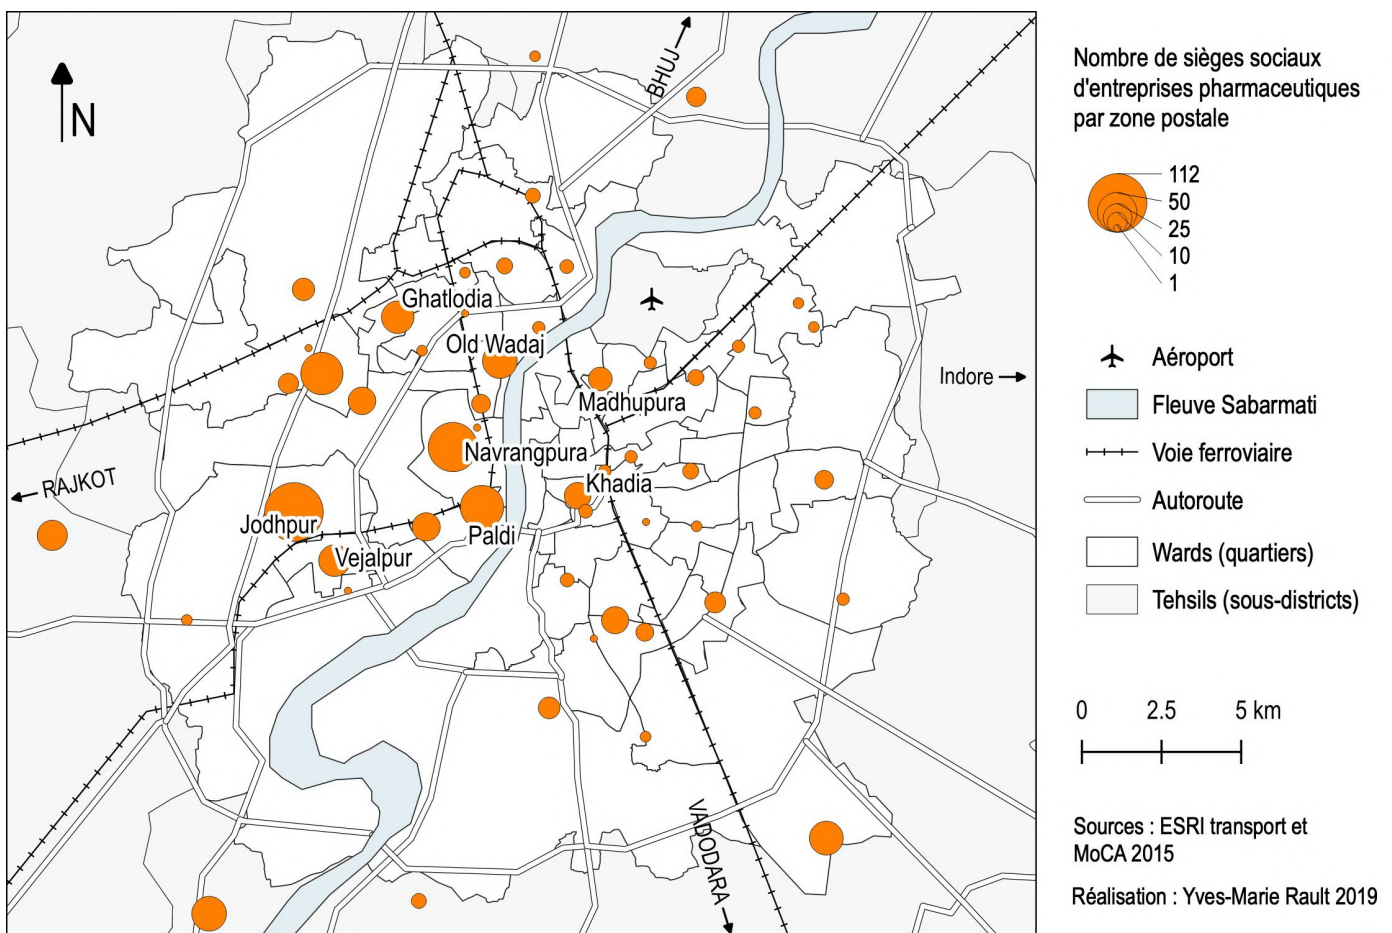 N
BHUJ
Ghatlodia
Old Wadaj
Madhupura
Indore
Navrangpura
RAJKOT
Khadia
Jodhpur
Paldi
Vejalpur
VABODARA
Nombre de sièges sociaux
d'entreprises pharmaceutiques
par zone postale
112
50
25
10
1
Aéroport
Fleuve Sabarmati
Voie ferroviaire
Autoroute
Wards (quartiers)
Tehsils (sous-districts)
0 2.5 5 km
Sources : ESRI transport et
MoCA 2015
Réalisation : Yves-Marie Rault 2019